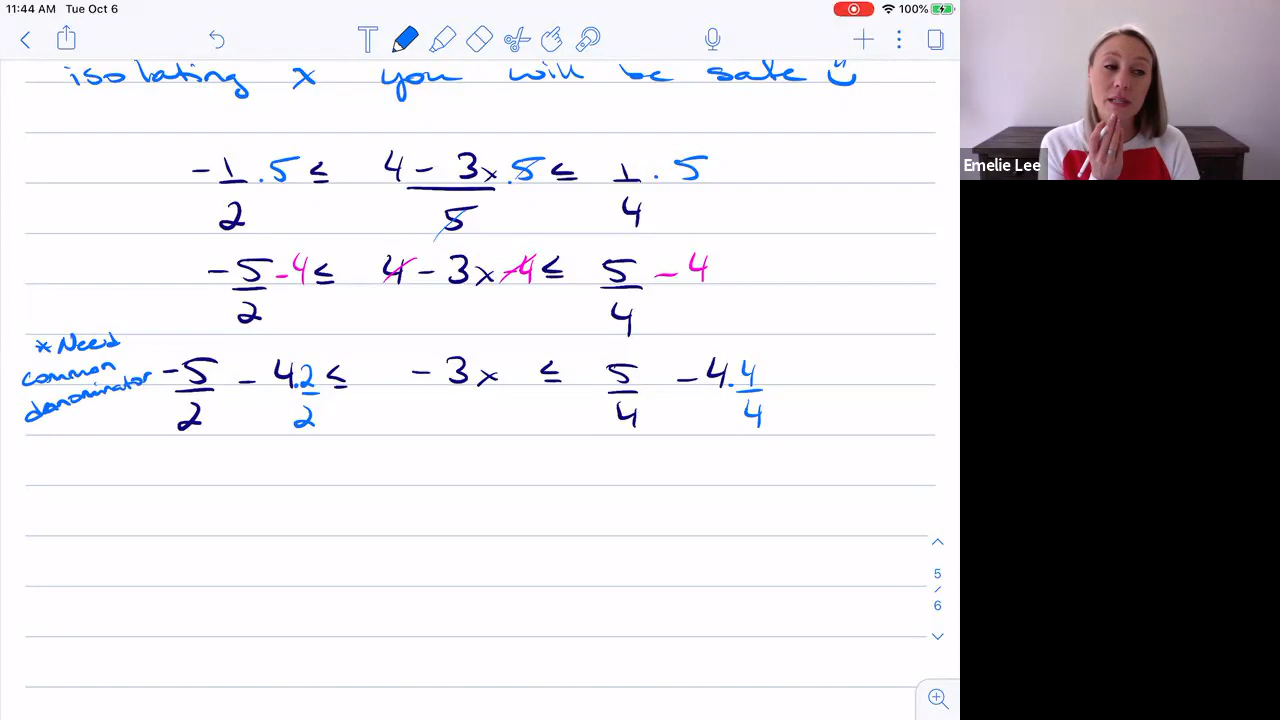 11:44 AM Tue Oct 6
100%
isolating x you will be safe
Emelie Lee
-1/2 · 5 ≤ (4 - 3x)/5 · 5 ≤ 1/4 · 5
-5/2 - 4 ≤ 4 - 3x - 4 ≤ 5/4 - 4
* Need
common
denominator
-5/2 - 4 · 2/2 ≤ -3x ≤ 5/4 - 4 · 4/4
5
/
6